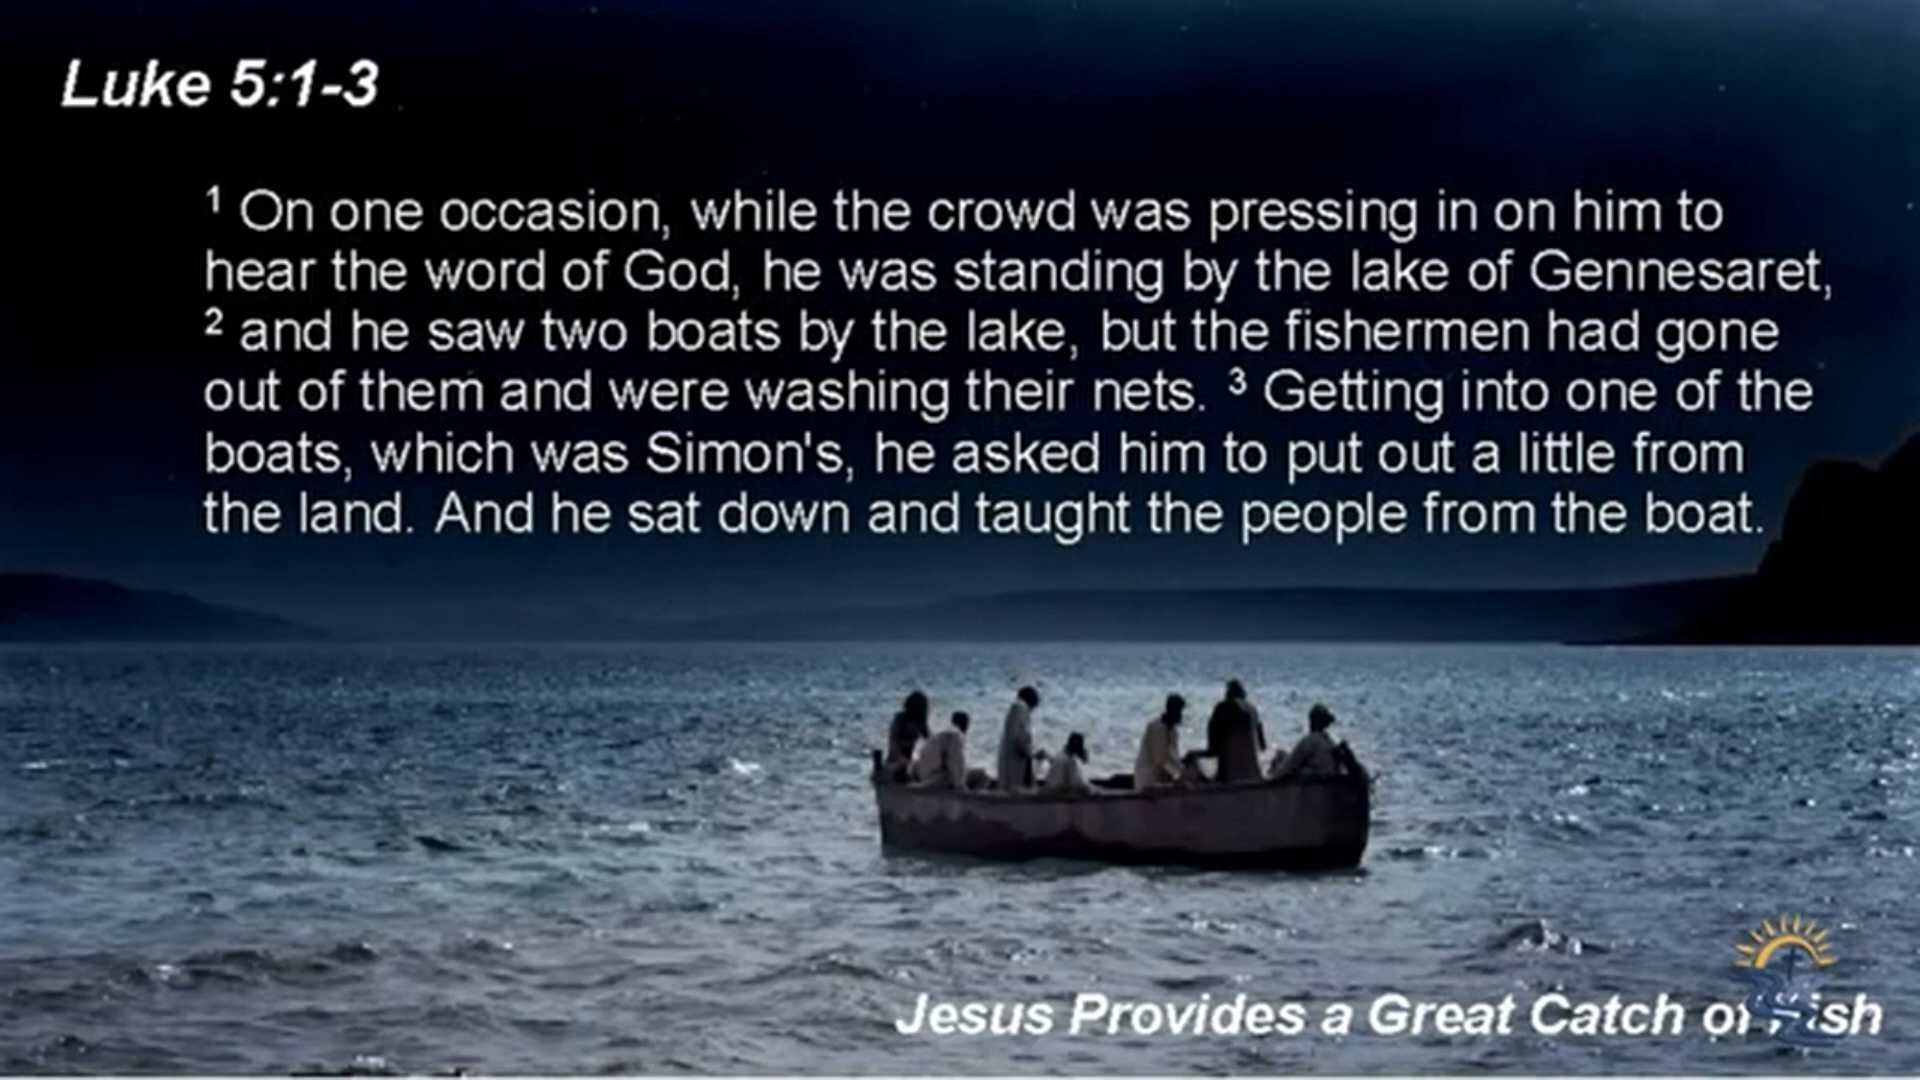 Luke 5:1-3
1 On one occasion, while the crowd was pressing in on him to
hear the word of God, he was standing by the lake of Gennesaret,
2 and he saw two boats by the lake, but the fishermen had gone
out of them and were washing their nets. 3 Getting into one of the
boats, which was Simon's, he asked him to put out a little from
the land. And he sat down and taught the people from the boat.
Jesus Provides a Great Catch of Fish